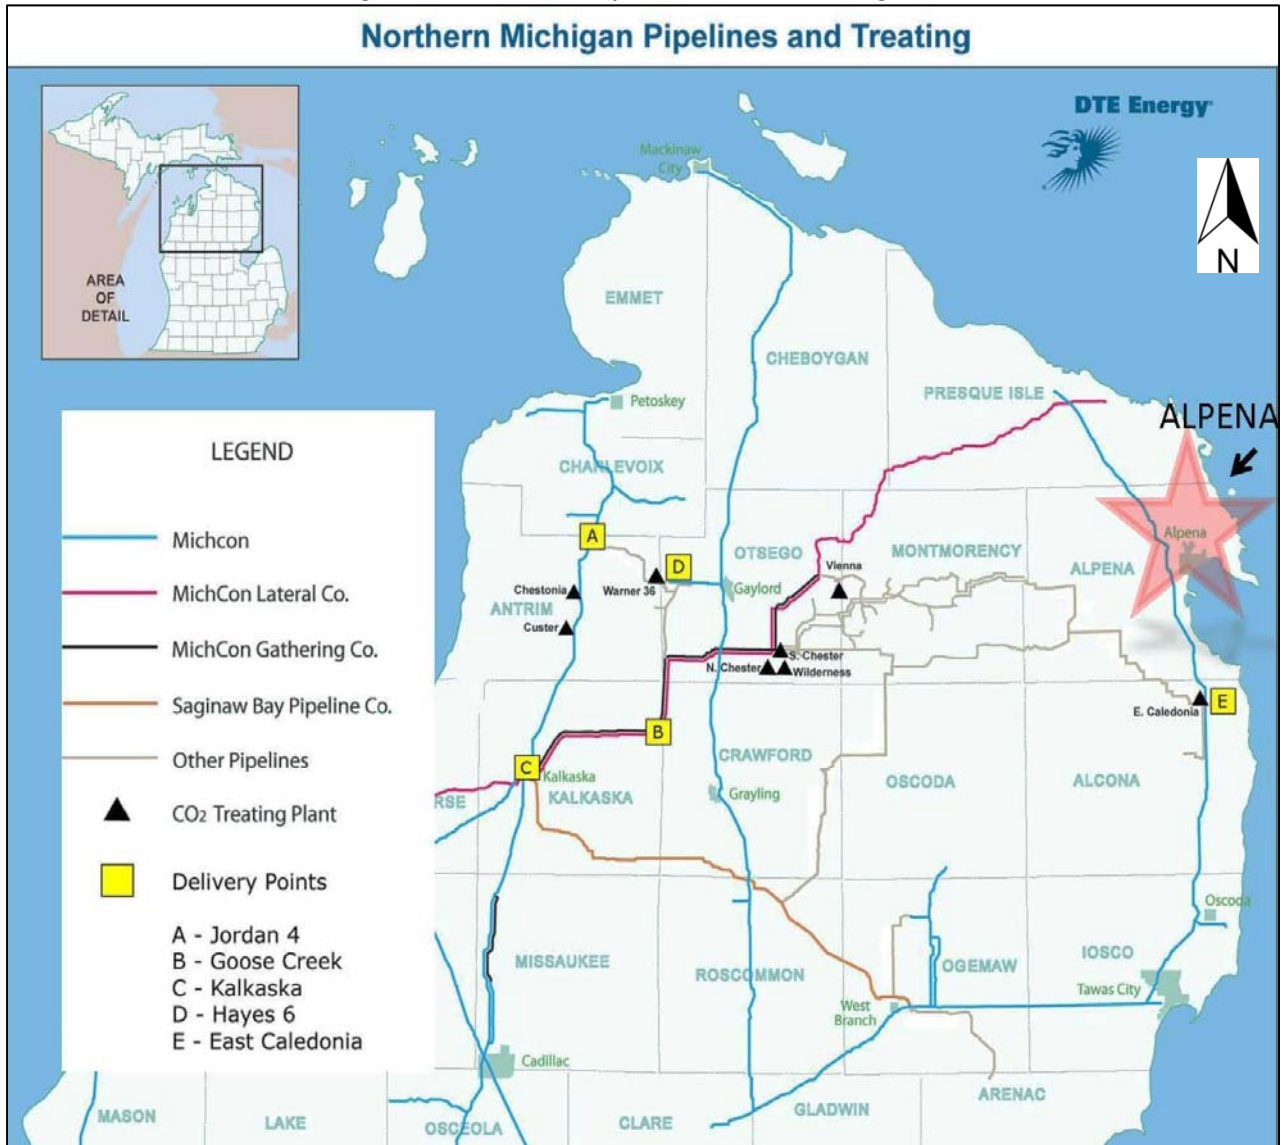 Northern Michigan Pipelines and Treating
DTE Energy
N
AREA
OF
DETAIL
Mackinaw
City
EMMET
CHEBOYGAN
PRESQUE ISLE
ALPENA
Petoskey
CHARLEVOIX
LEGEND
Michcon
MichCon Lateral Co.
MichCon Gathering Co.
Saginaw Bay Pipeline Co.
Other Pipelines
CO2 Treating Plant
Delivery Points
A - Jordan 4
B - Goose Creek
C - Kalkaska
D - Hayes 6
E - East Caledonia
A
D
OTSEGO
MONTMORENCY
Alpena
ALPENA
Vienna
Warner 36
Gaylord
Chestonia
ANTRIM
Custer
S. Chester
N. Chester
Wilderness
E. Caledonia
E
B
C
Kalkaska
KALKASKA
RSE
CRAWFORD
Grayling
OSCODA
ALCONA
Oscoda
MISSAUKEE
ROSCOMMON
OGEMAW
IOSCO
Tawas City
West
Branch
Cadillac
MASON
LAKE
OSCEOLA
CLARE
GLADWIN
ARENAC